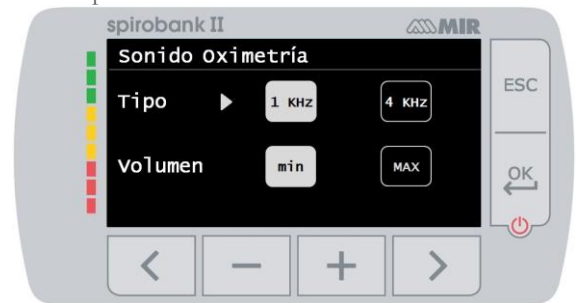 spirobank II MIR
Sonido Oximetría
ESC
Tipo 1 KHz 4 KHz
Volumen min MAX
OK